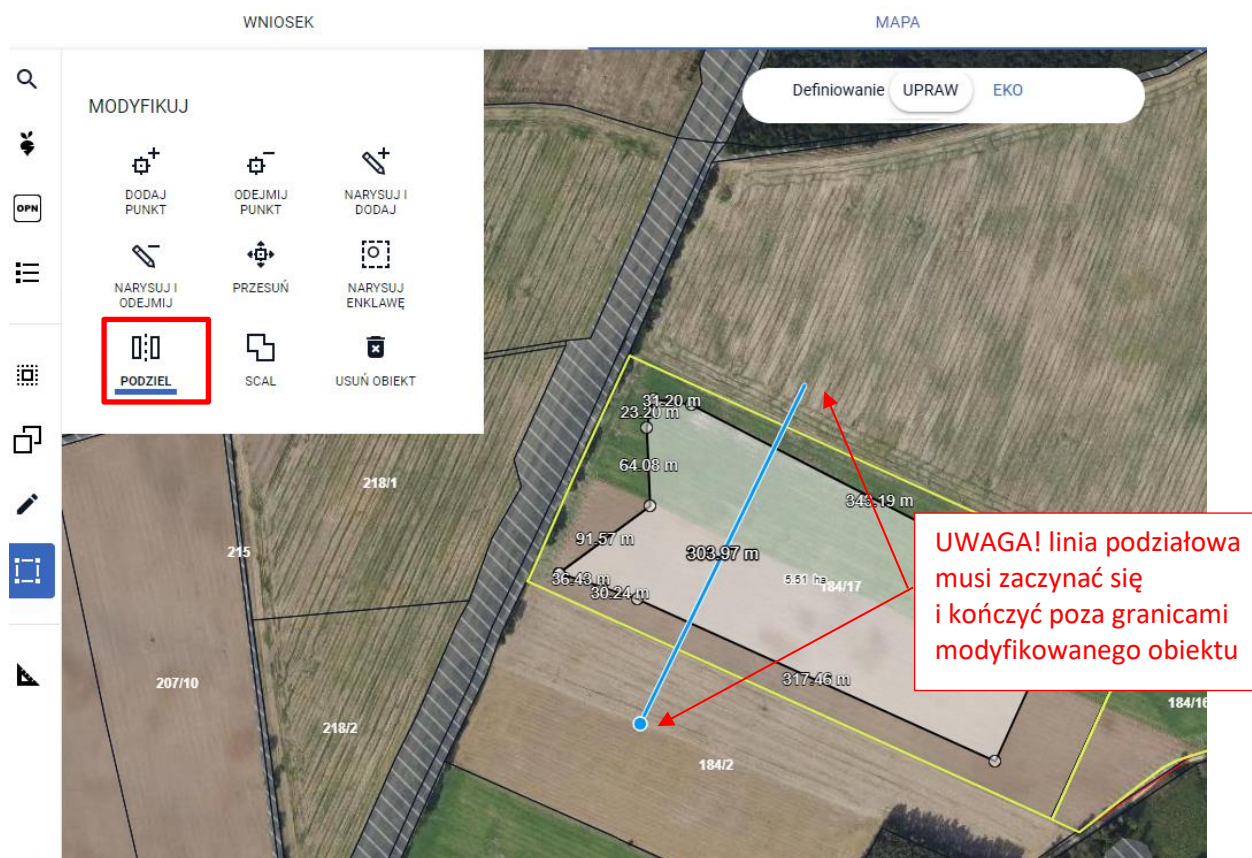 WNIOSEK
MAPA
MODYFIKUJ
DODAJ
PUNKT
ODEJMIJ
PUNKT
NARYSUJ I
DODAJ
NARYSUJ I
ODEJMIJ
PRZESUŃ
NARYSUJ
ENKLAWĘ
PODZIEL
SCAL
USUŃ OBIEKT
OPN
Definiowanie UPRAW EKO
31.20 m
23.20 m
64.08 m
343.19 m
91.57 m
303.97 m
36.43 m
30.24 m
5.51 ha
184/17
317.46 m
218/1
215
207/10
218/2
184/2
184/16
UWAGA! linia podziałowa
musi zaczynać się
i kończyć poza granicami
modyfikowanego obiektu